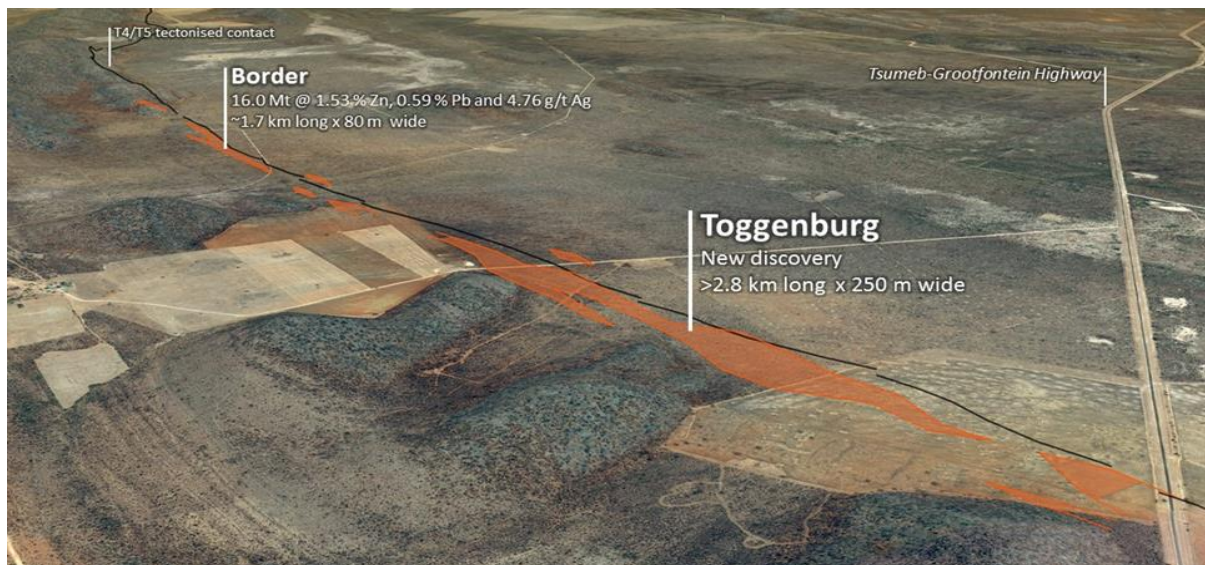 T4/T5 tectonised contact
Border
16.0 Mt @ 1.53 % Zn, 0.59 % Pb and 4.76 g/t Ag
~1.7 km long x 80 m wide
Tsumeb-Grootfontein Highway
Toggenburg
New discovery
>2.8 km long x 250 m wide